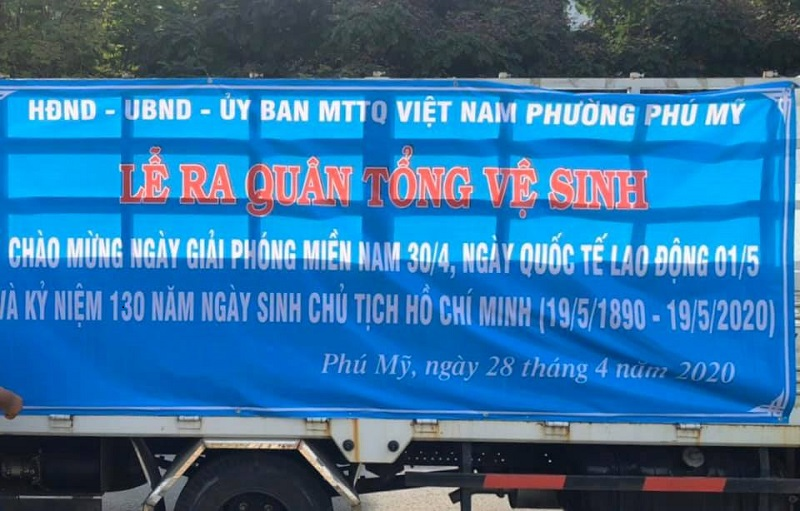 HĐND - UBND - ỦY BAN MTTQ VIỆT NAM PHƯỜNG PHÚ MỸ
LỄ RA QUÂN TỔNG VỆ SINH
CHÀO MỪNG NGÀY GIẢI PHÓNG MIỀN NAM 30/4, NGÀY QUỐC TẾ LAO ĐỘNG 01/5
VÀ KỶ NIỆM 130 NĂM NGÀY SINH CHỦ TỊCH HỒ CHÍ MINH (19/5/1890 - 19/5/2020)
Phú Mỹ, ngày 28 tháng 4 năm 2020